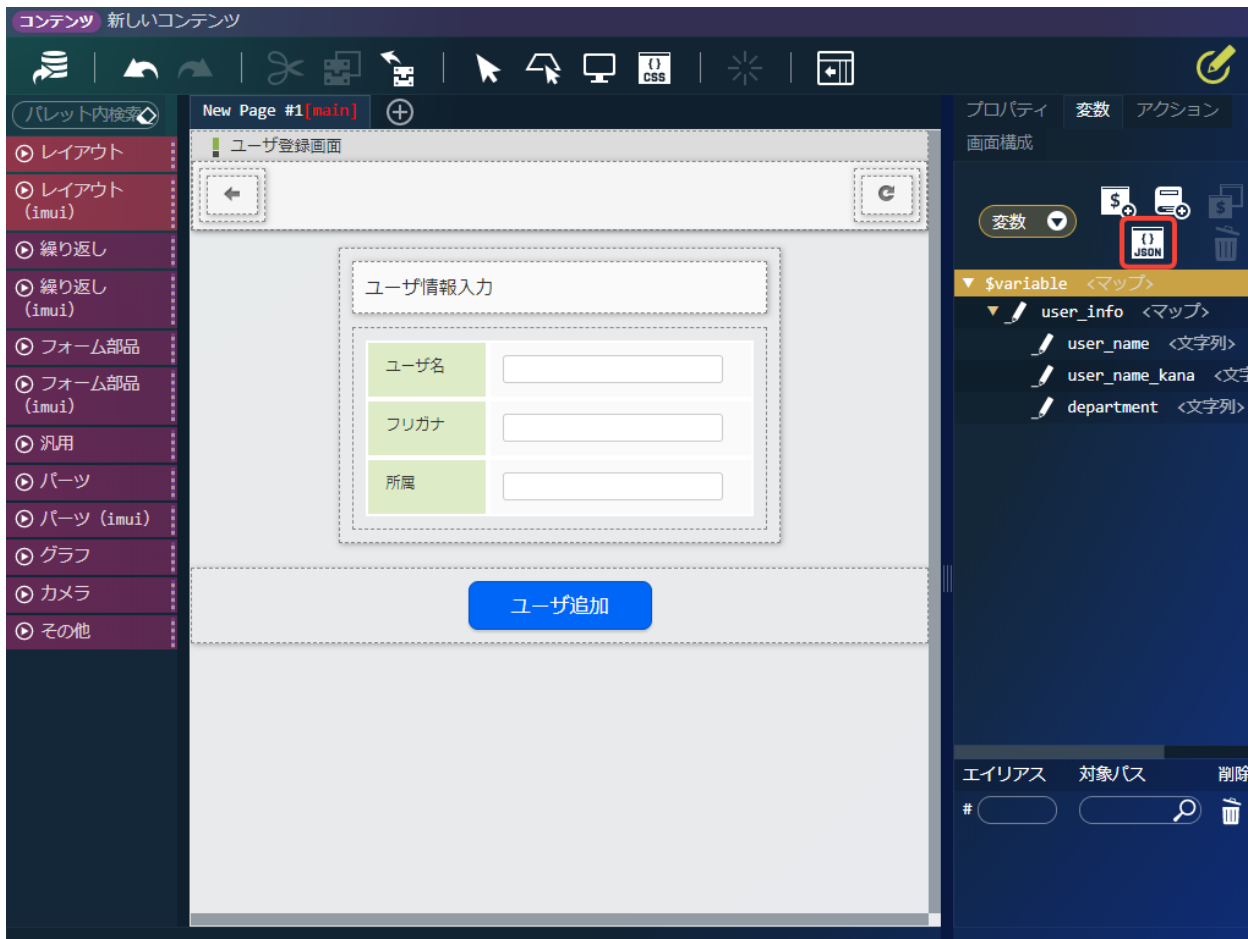 コンテンツ 新しいコンテンツ
{} CSS
パレット内検索
New Page #1[main]
プロパティ 変数 アクション
画面構成
レイアウト
レイアウト
(imui)
繰り返し
繰り返し
(imui)
フォーム部品
フォーム部品
(imui)
汎用
パーツ
パーツ (imui)
グラフ
カメラ
その他
ユーザ登録画面
ユーザ情報入力
ユーザ名
フリガナ
所属
ユーザ追加
変数
$
$
{} JSON
$variable <マップ>
user_info <マップ>
user_name <文字列>
user_name_kana <文字
department <文字列>
エイリアス 対象パス 削除
#